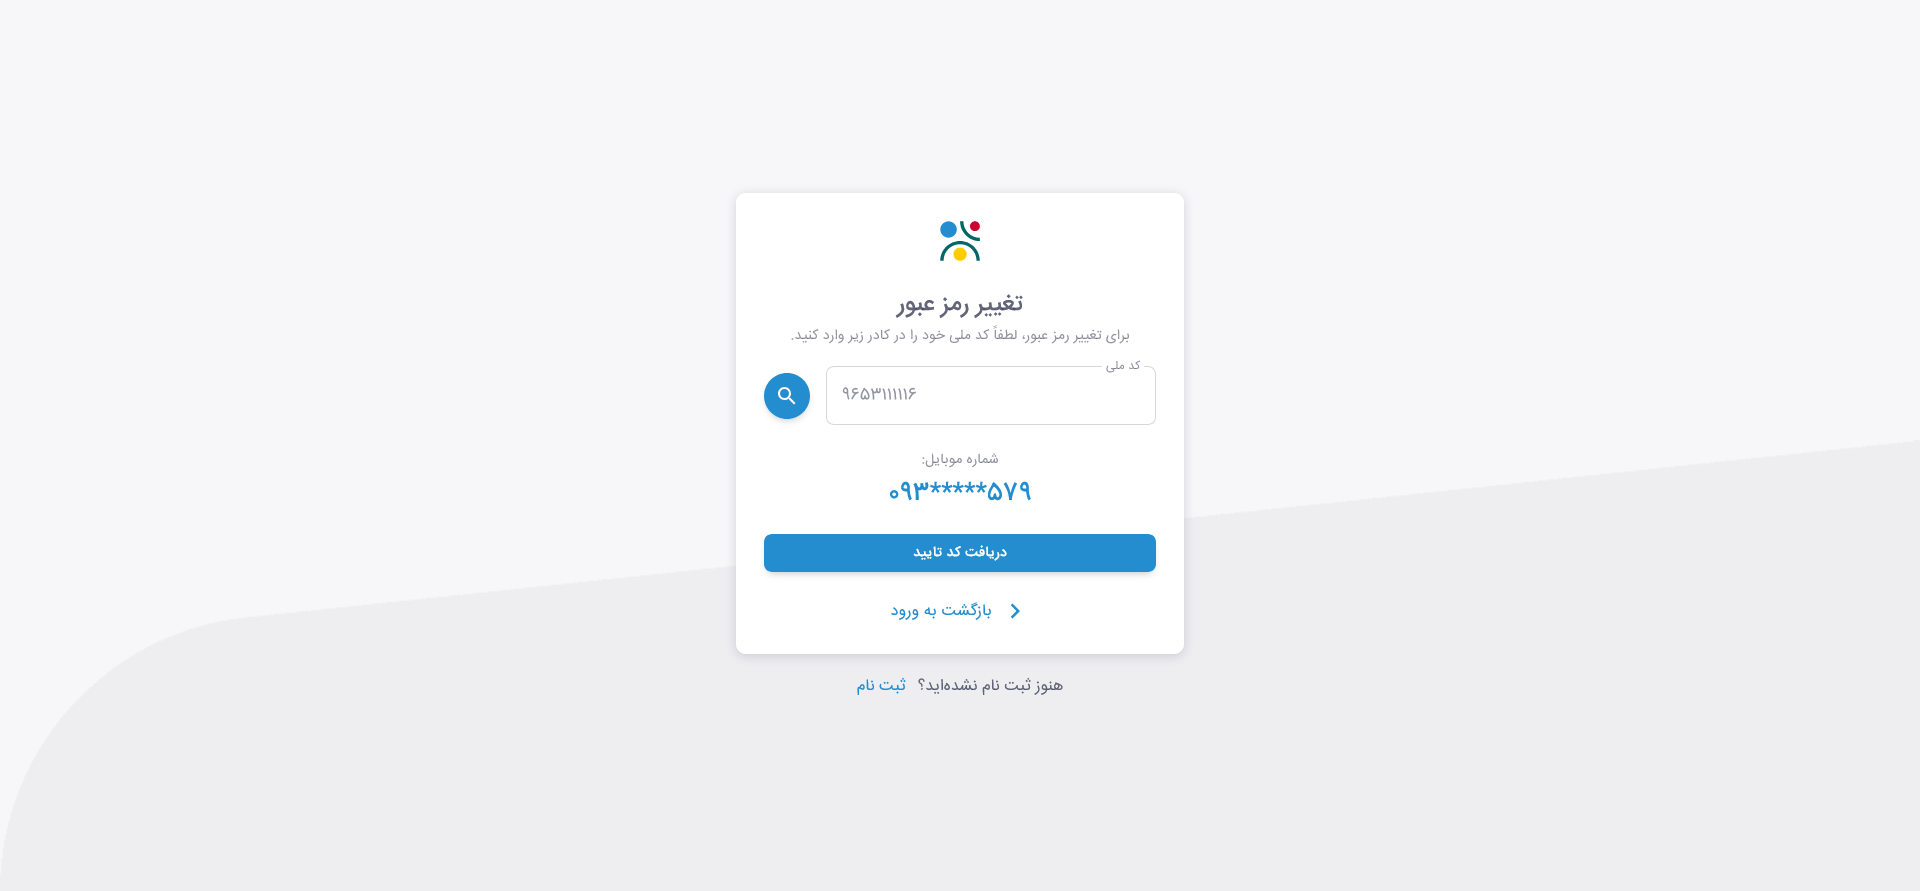 تغییر رمز عبور
برای تغییر رمز عبور، لطفاً کد ملی خود را در کادر زیر وارد کنید.
کد ملی
۹۶۵۳۱۱۱۱۱۶
شماره موبایل:
۰۹۳*****۵۷۹
دریافت کد تایید
بازگشت به ورود
هنوز ثبت نام نشده‌اید؟ ثبت نام